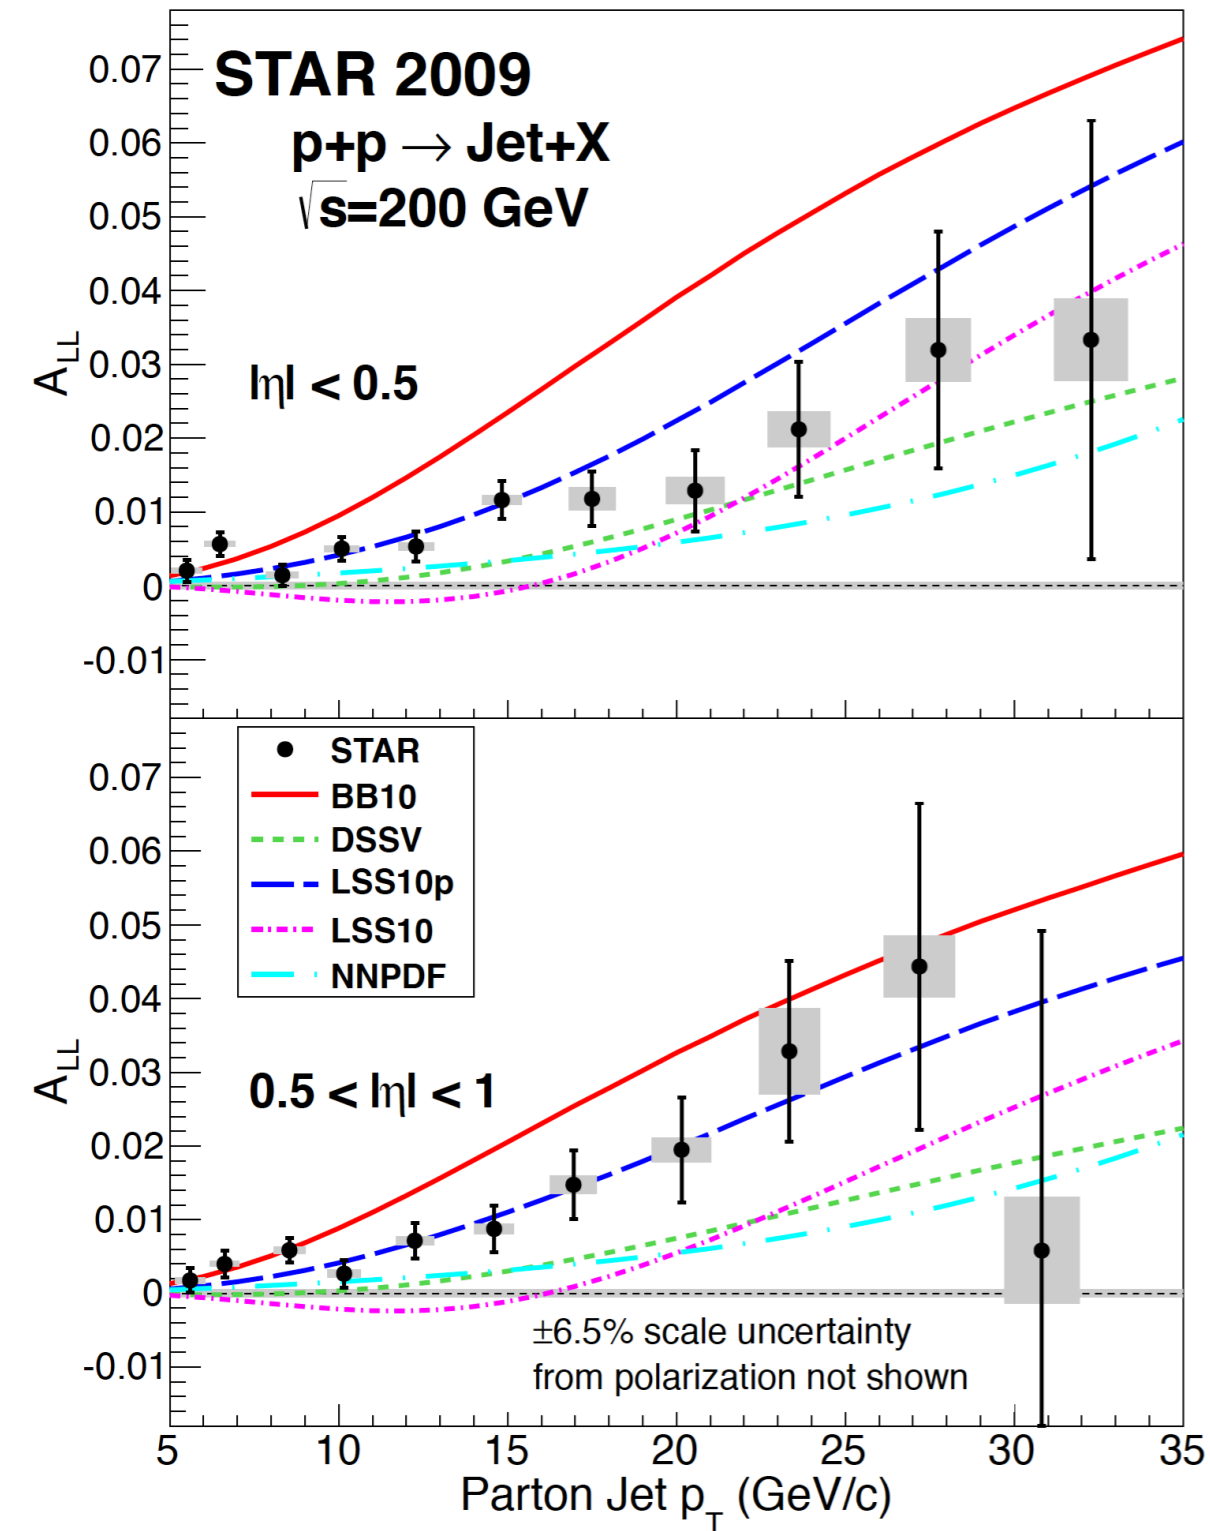 STAR 2009
p+p → Jet+X
√s=200 GeV
|η| < 0.5
A_LL
0.07
0.06
0.05
0.04
0.03
0.02
0.01
0
-0.01
STAR
BB10
DSSV
LSS10p
LSS10
NNPDF
0.5 < |η| < 1
A_LL
0.07
0.06
0.05
0.04
0.03
0.02
0.01
0
-0.01
±6.5% scale uncertainty
from polarization not shown
5 10 15 20 25 30 35
Parton Jet p_T (GeV/c)